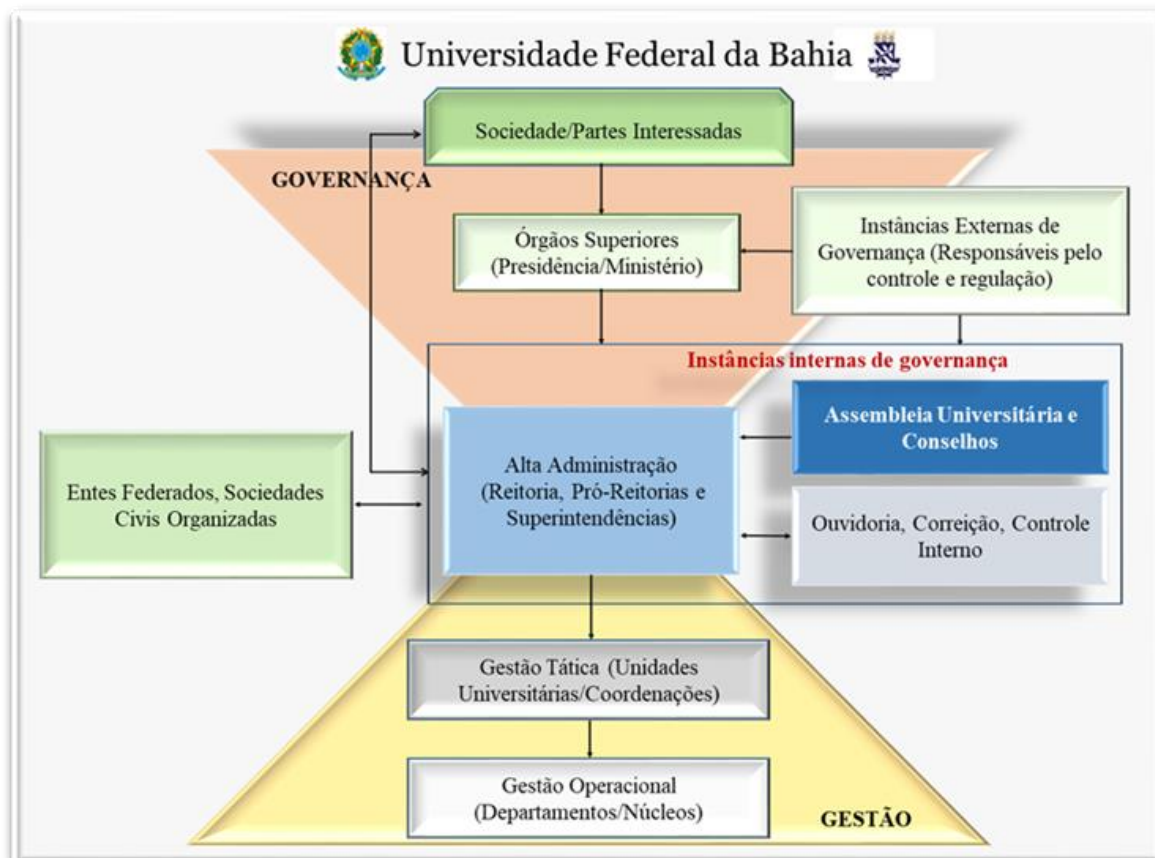 Universidade Federal da Bahia
Sociedade/Partes Interessadas
GOVERNANÇA
Órgãos Superiores
(Presidência/Ministério)
Instâncias Externas de
Governança (Responsáveis pelo
controle e regulação)
Instâncias internas de governança
Assembleia Universitária e
Conselhos
Alta Administração
(Reitoria, Pró-Reitorias e
Superintendências)
Entes Federados, Sociedades
Civis Organizadas
Ouvidoria, Correição, Controle
Interno
Gestão Tática (Unidades
Universitárias/Coordenações)
Gestão Operacional
(Departamentos/Núcleos)
GESTÃO